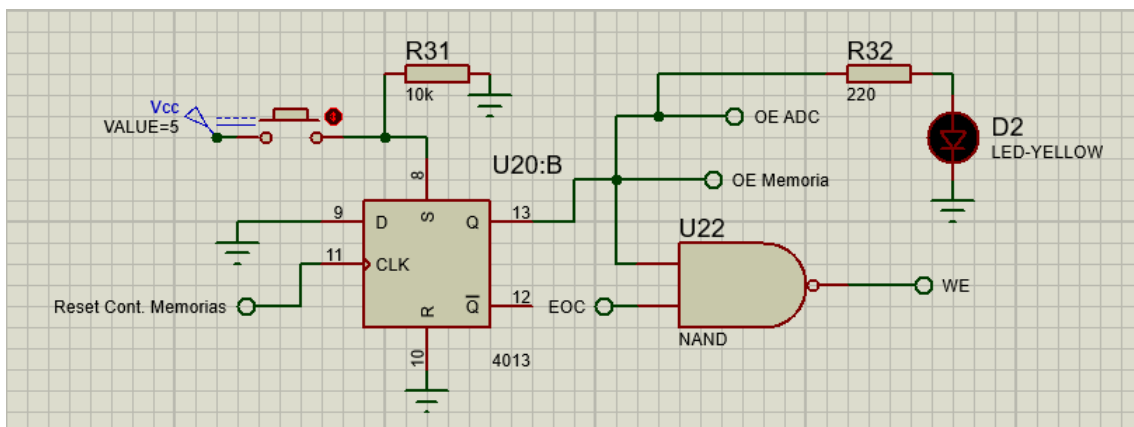 R31
10k
Vcc
VALUE=5
R32
220
OE ADC
D2
LED-YELLOW
OE Memoria
U20:B
8
9
D
S
Q
13
11
CLK
Reset Cont. Memorias
R
Q
12
10
4013
U22
EOC
NAND
WE